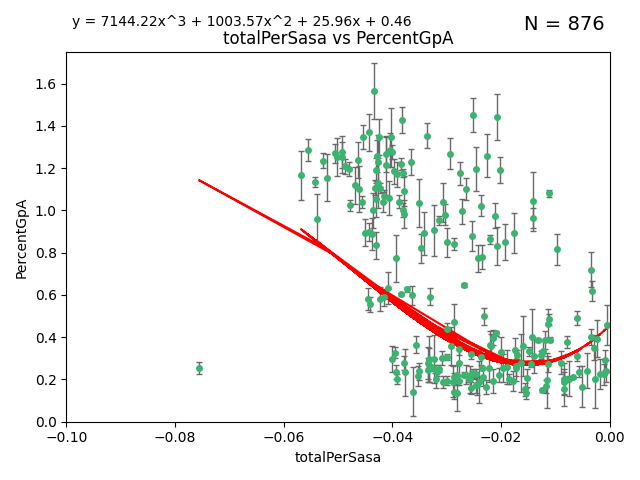 y = 7144.22x^3 + 1003.57x^2 + 25.96x + 0.46
N = 876
totalPerSasa vs PercentGpA
PercentGpA
1.6
1.4
1.2
1.0
0.8
0.6
0.4
0.2
0.0
−0.10 −0.08 −0.06 −0.04 −0.02 0.00
totalPerSasa